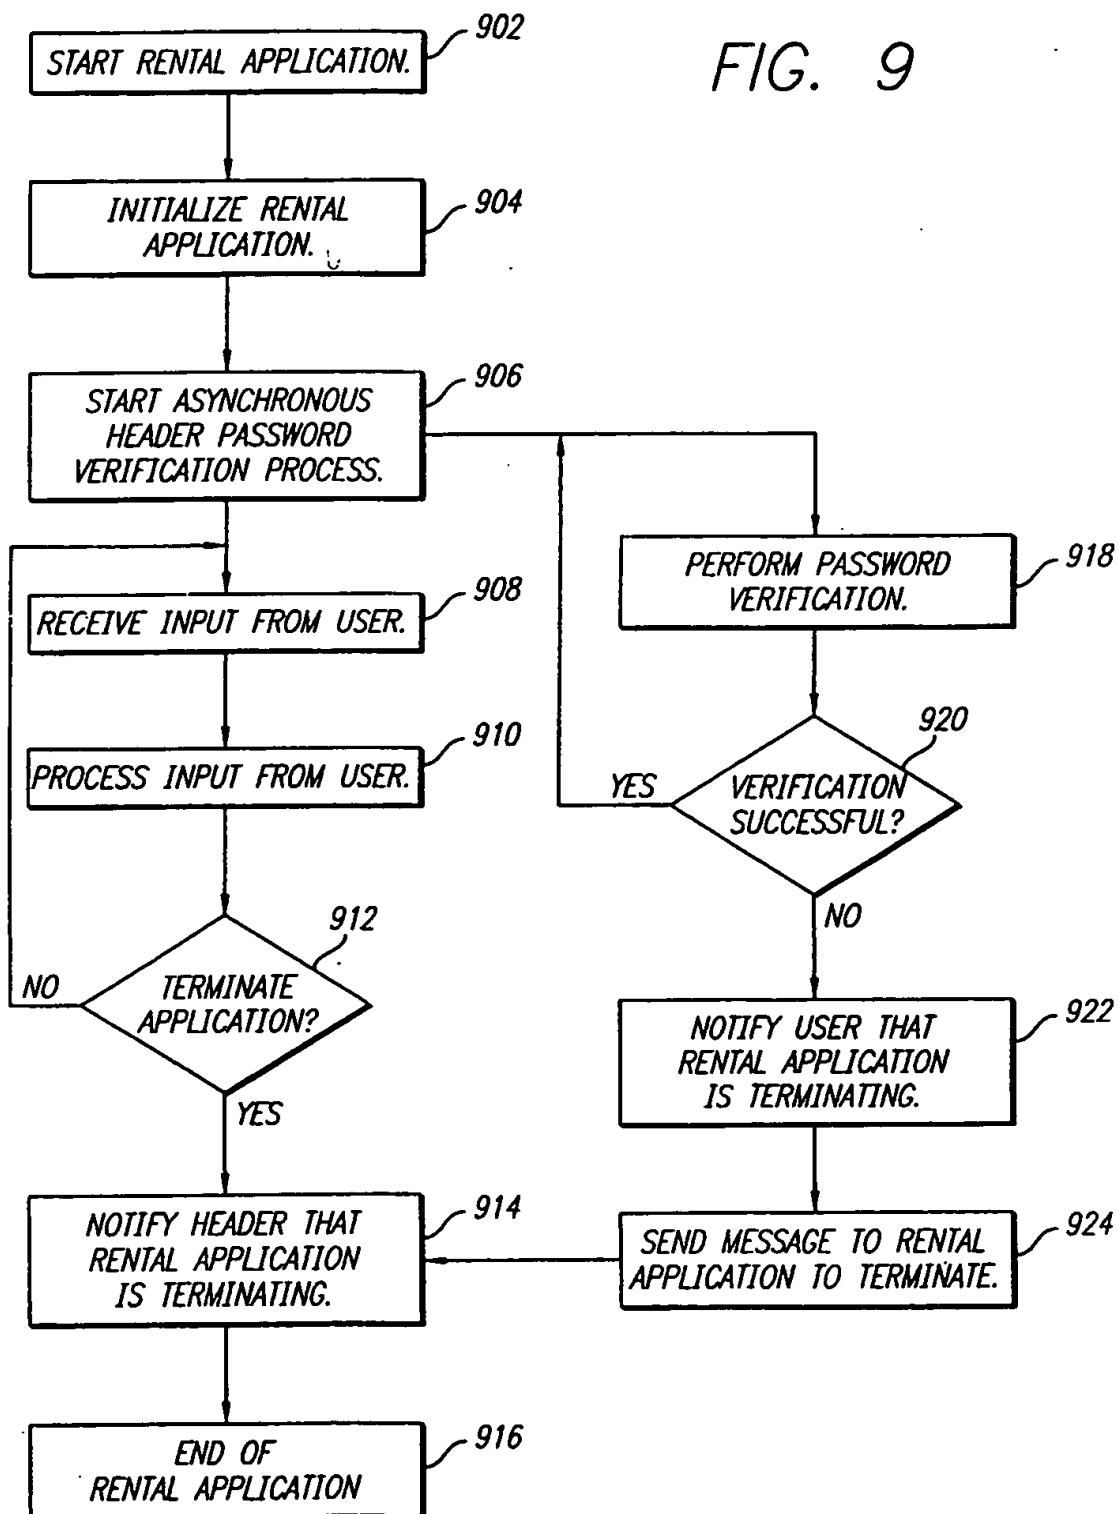 FIG. 9
START RENTAL APPLICATION.
902
INITIALIZE RENTAL
APPLICATION.
904
START ASYNCHRONOUS
HEADER PASSWORD
VERIFICATION PROCESS.
906
RECEIVE INPUT FROM USER.
908
PROCESS INPUT FROM USER.
910
TERMINATE
APPLICATION?
912
NO
YES
NOTIFY HEADER THAT
RENTAL APPLICATION
IS TERMINATING.
914
END OF
RENTAL APPLICATION
916
PERFORM PASSWORD
VERIFICATION.
918
VERIFICATION
SUCCESSFUL?
920
YES
NO
NOTIFY USER THAT
RENTAL APPLICATION
IS TERMINATING.
922
SEND MESSAGE TO RENTAL
APPLICATION TO TERMINATE.
924